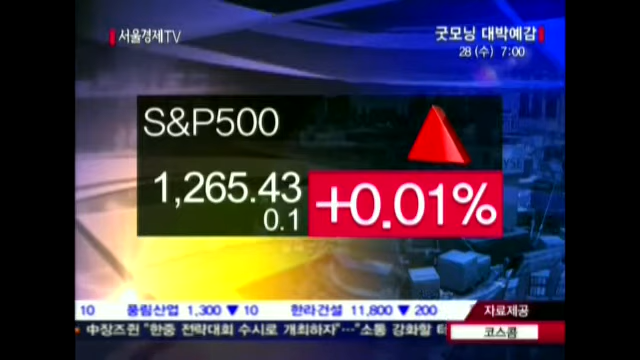 서울경제TV
굿모닝 대박예감
28 (수) 7:00
S&P500
1,265.43
0.1
+0.01%
10 풍림산업 1,300 ▼ 10 한라건설 11,800 ▼ 200 자료제공
中장즈쥔 "한중 전략대회 수시로 개최하자"…"소통 강화할 터 코스콤